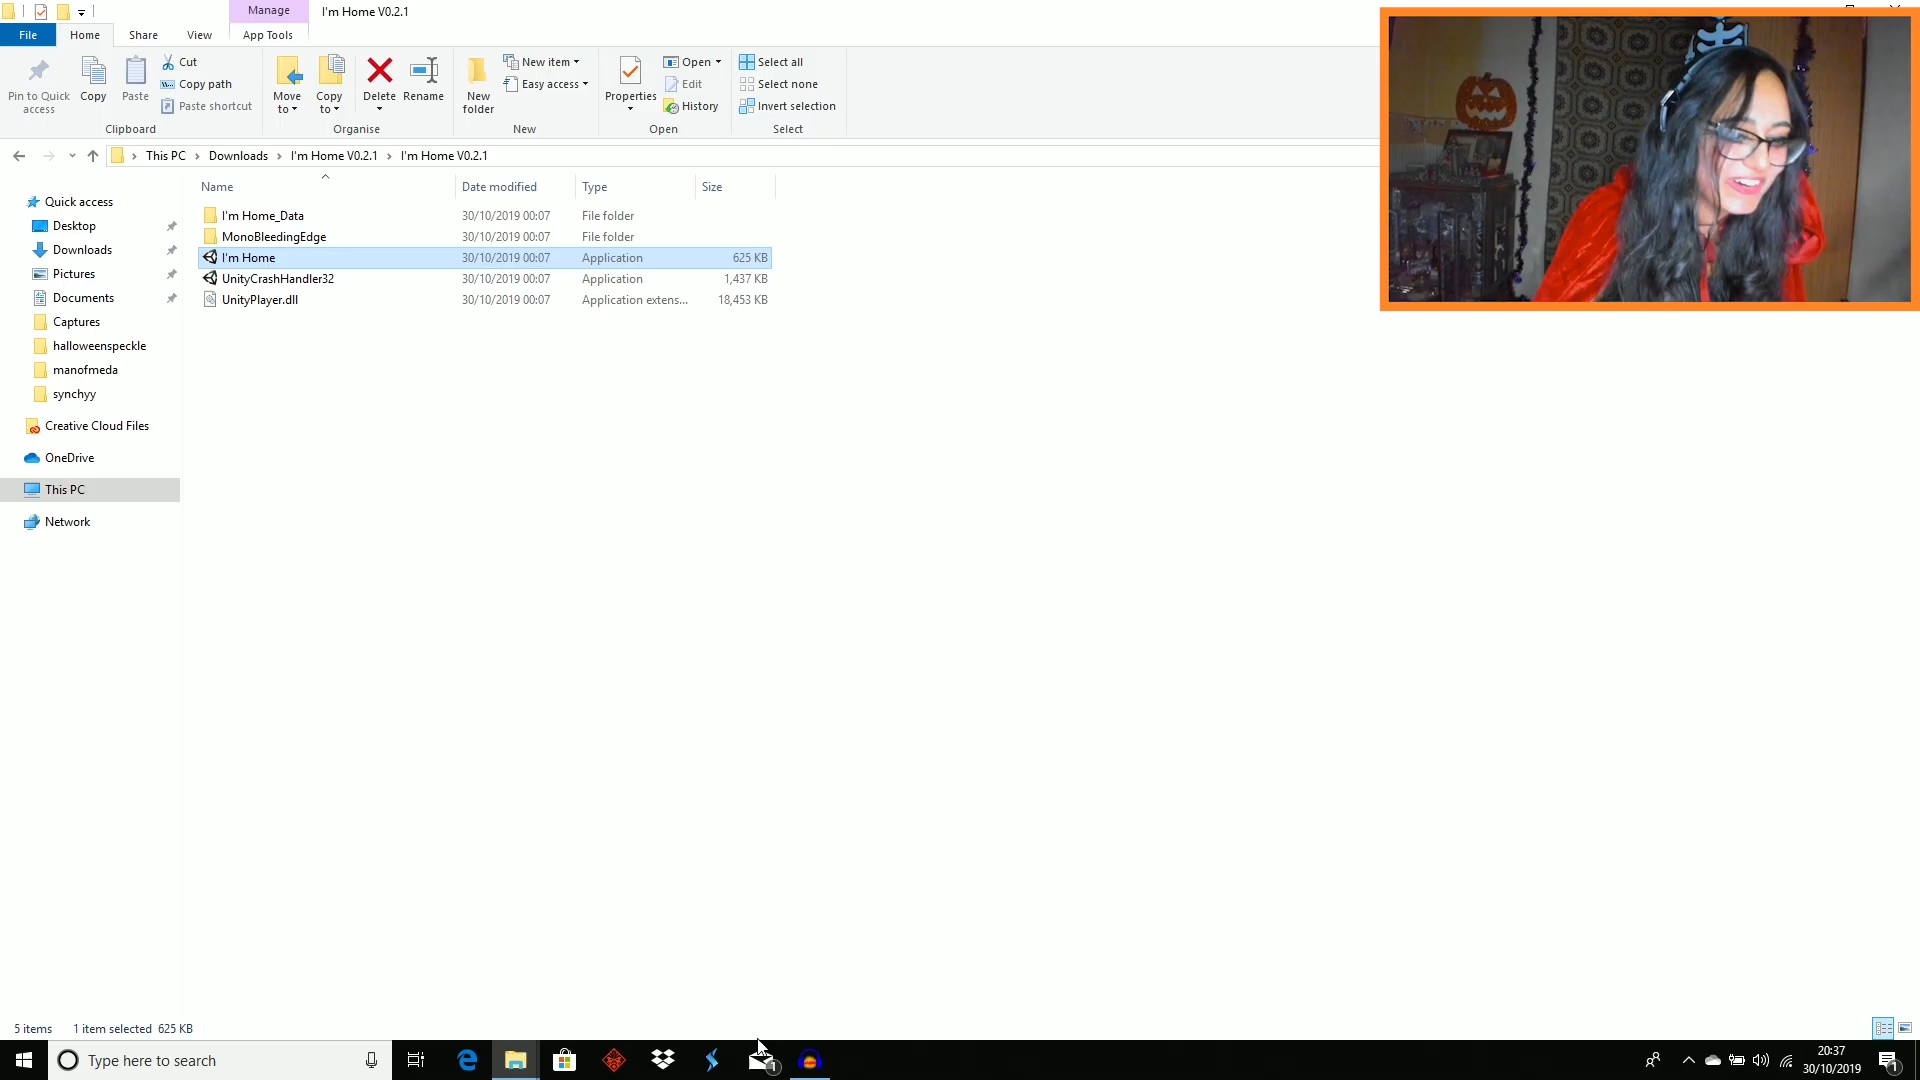 Manage
I'm Home V0.2.1
File
Home
Share
View
App Tools
Pin to Quick access
Copy
Paste
Cut
Copy path
Paste shortcut
Clipboard
Move to
Copy to
Delete
Rename
Organise
New folder
New item
Easy access
New
Properties
Open
Edit
History
Open
Select all
Select none
Invert selection
Select
This PC > Downloads > I'm Home V0.2.1 > I'm Home V0.2.1
Name Date modified Type Size
I'm Home_Data 30/10/2019 00:07 File folder
MonoBleedingEdge 30/10/2019 00:07 File folder
I'm Home 30/10/2019 00:07 Application 625 KB
UnityCrashHandler32 30/10/2019 00:07 Application 1,437 KB
UnityPlayer.dll 30/10/2019 00:07 Application extens... 18,453 KB
Quick access
Desktop
Downloads
Pictures
Documents
Captures
halloweenspeckle
manofmeda
synchyy
Creative Cloud Files
OneDrive
This PC
Network
5 items 1 item selected 625 KB
Type here to search
1
20:37
30/10/2019
1